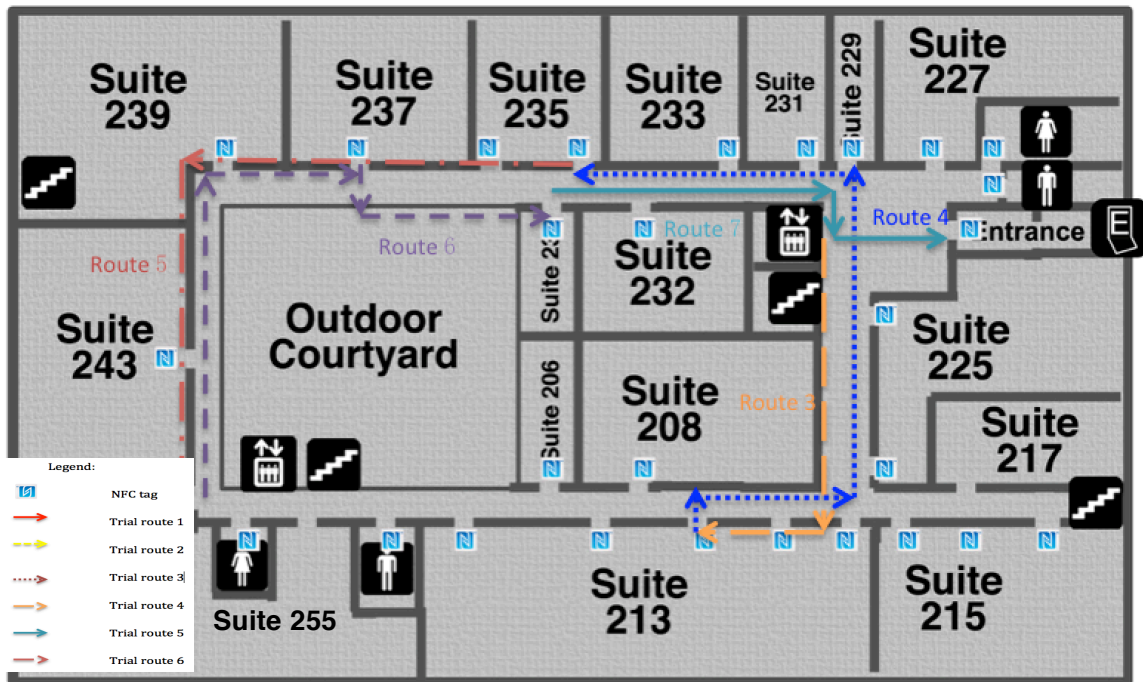 Suite
239
Suite
237
Suite
235
Suite
233
Suite
231
Suite 229
Suite
227
Route 4
Entrance
E
Route 5
Route 6
Route 7
Suite 23
Suite
232
Outdoor
Courtyard
Suite
243
Suite
225
Suite 206
Suite
208
Route 3
Suite
217
Legend:
NFC tag
Trial route 1
Trial route 2
Trial route 3
Trial route 4
Trial route 5
Trial route 6
Suite 255
Suite
213
Suite
215